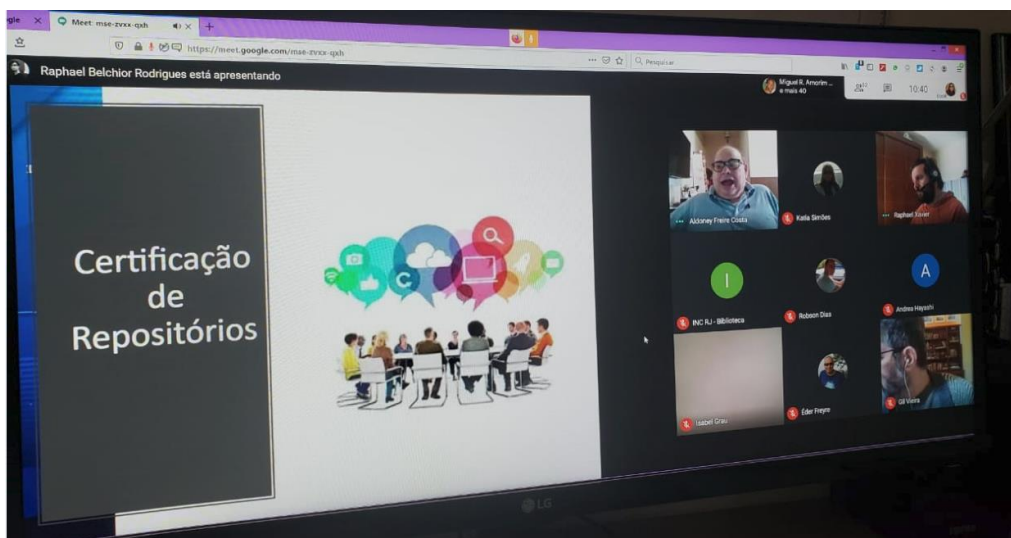 gle
Meet mse-zvxx-qxh
https://meet.google.com/mse-zvxx-qxh
Pesquisar
Raphael Belchior Rodrigues está apresentando
Miguel R. Amorim ...
e mais 40
10:40
Certificação
de
Repositórios
Aldoney Freire Costa
Katia Simões
Raphael Xavier
I
A
INC RJ - Biblioteca
Robson Dias
Andrea Hayashi
Isabel Grau
Éder Freyre
Gil Vieira
LG